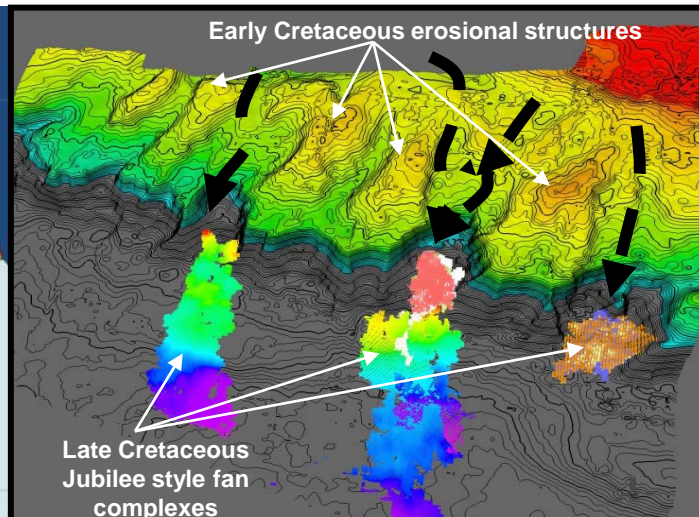 Early Cretaceous erosional structures
Late Cretaceous
Jubilee style fan
complexes